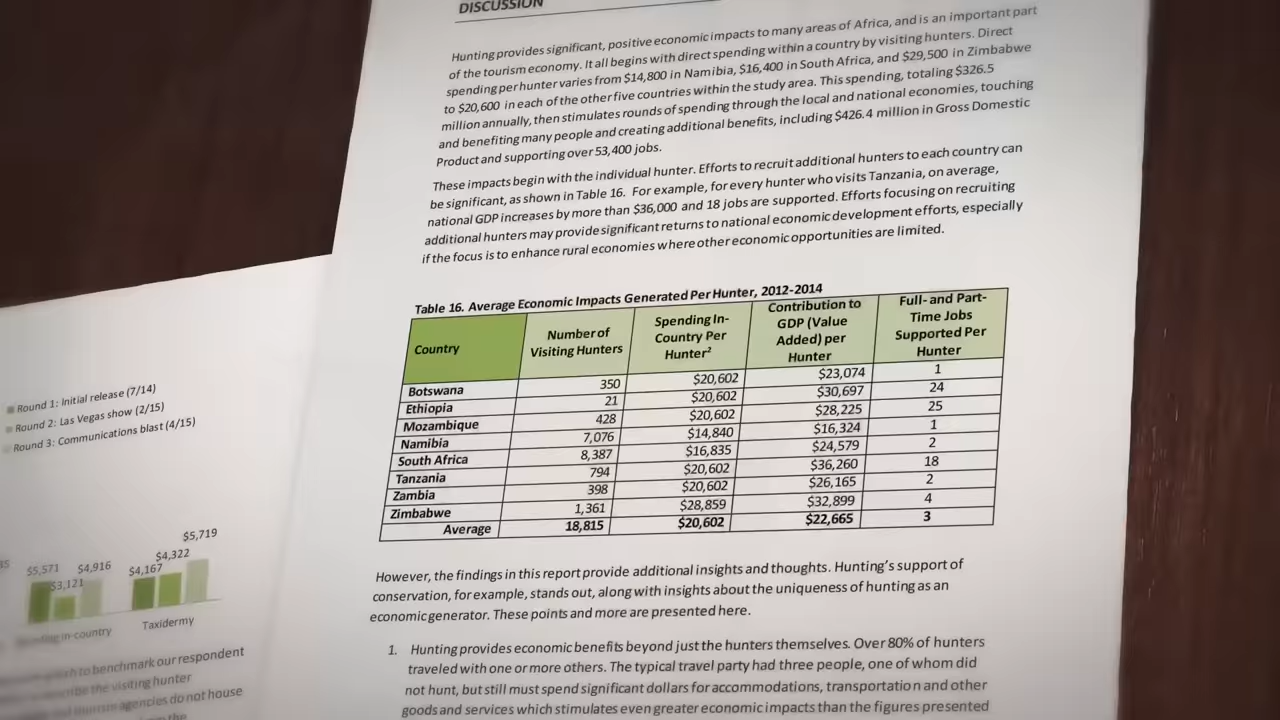 DISCUSSION
Hunting provides significant, positive economic impacts to many areas of Africa, and is an important part
of the tourism economy. It all begins with direct spending within a country by visiting hunters. Direct
spending per hunter varies from $14,800 in Namibia, $16,400 in South Africa, and $29,500 in Zimbabwe
to $20,600 in each of the other five countries within the study area. This spending, totaling $326.5
million annually, then stimulates rounds of spending through the local and national economies, touching
and benefiting many people and creating additional benefits, including $426.4 million in Gross Domestic
Product and supporting over 53,400 jobs.
These impacts begin with the individual hunter. Efforts to recruit additional hunters to each country can
be significant, as shown in Table 16. For example, for every hunter who visits Tanzania, on average,
national GDP increases by more than $36,000 and 18 jobs are supported. Efforts focusing on recruiting
additional hunters may provide significant returns to national economic development efforts, especially
if the focus is to enhance rural economies where other economic opportunities are limited.
Table 16. Average Economic Impacts Generated Per Hunter, 2012-2014
Country
Number of
Visiting Hunters
Spending In-
Country Per
Hunter²
Contribution to
GDP (Value
Added) per
Hunter
Full- and Part-
Time Jobs
Supported Per
Hunter
Botswana 350 $20,602 $23,074 1
Ethiopia 21 $20,602 $30,697 24
Mozambique 428 $20,602 $28,225 25
Namibia 7,076 $14,840 $16,324 1
South Africa 8,387 $16,835 $24,579 2
Tanzania 794 $20,602 $36,260 18
Zambia 398 $20,602 $26,165 2
Zimbabwe 1,361 $28,859 $32,899 4
Average 18,815 $20,602 $22,665 3
However, the findings in this report provide additional insights and thoughts. Hunting's support of
conservation, for example, stands out, along with insights about the uniqueness of hunting as an
economic generator. These points and more are presented here.
1. Hunting provides economic benefits beyond just the hunters themselves. Over 80% of hunters
traveled with one or more others. The typical travel party had three people, one of whom did
not hunt, but still must spend significant dollars for accommodations, transportation and other
goods and services which stimulates even greater economic impacts than the figures presented
Round 1: Initial release (7/14)
Round 2: Las Vegas show (2/15)
Round 3: Communications blast (4/15)
$5,571 $3,121 $4,916
$4,167 $4,322 $5,719
in-country
Taxidermy
to benchmark our respondent
the visiting hunter
agencies do not house
the